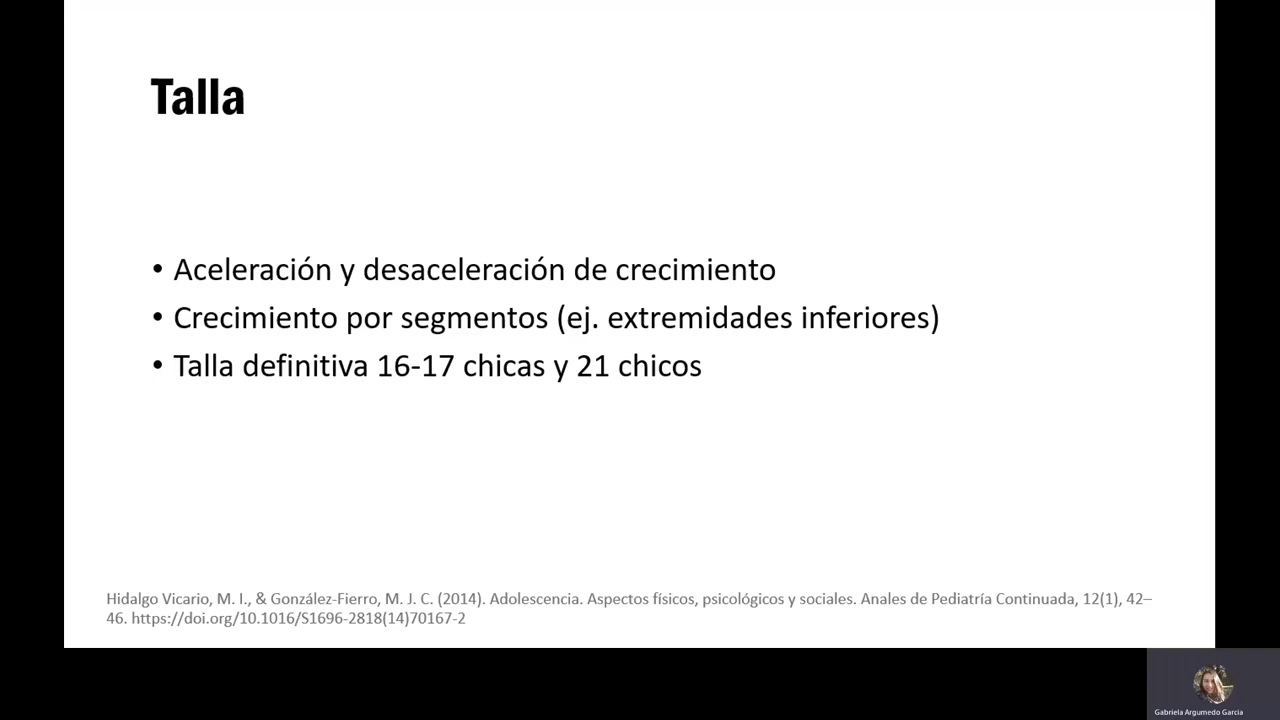 Talla
• Aceleración y desaceleración de crecimiento
• Crecimiento por segmentos (ej. extremidades inferiores)
• Talla definitiva 16-17 chicas y 21 chicos
Hidalgo Vicario, M. I., & González-Fierro, M. J. C. (2014). Adolescencia. Aspectos físicos, psicológicos y sociales. Anales de Pediatría Continuada, 12(1), 42–
46. https://doi.org/10.1016/S1696-2818(14)70167-2
Gabriela Argumedo Garcia